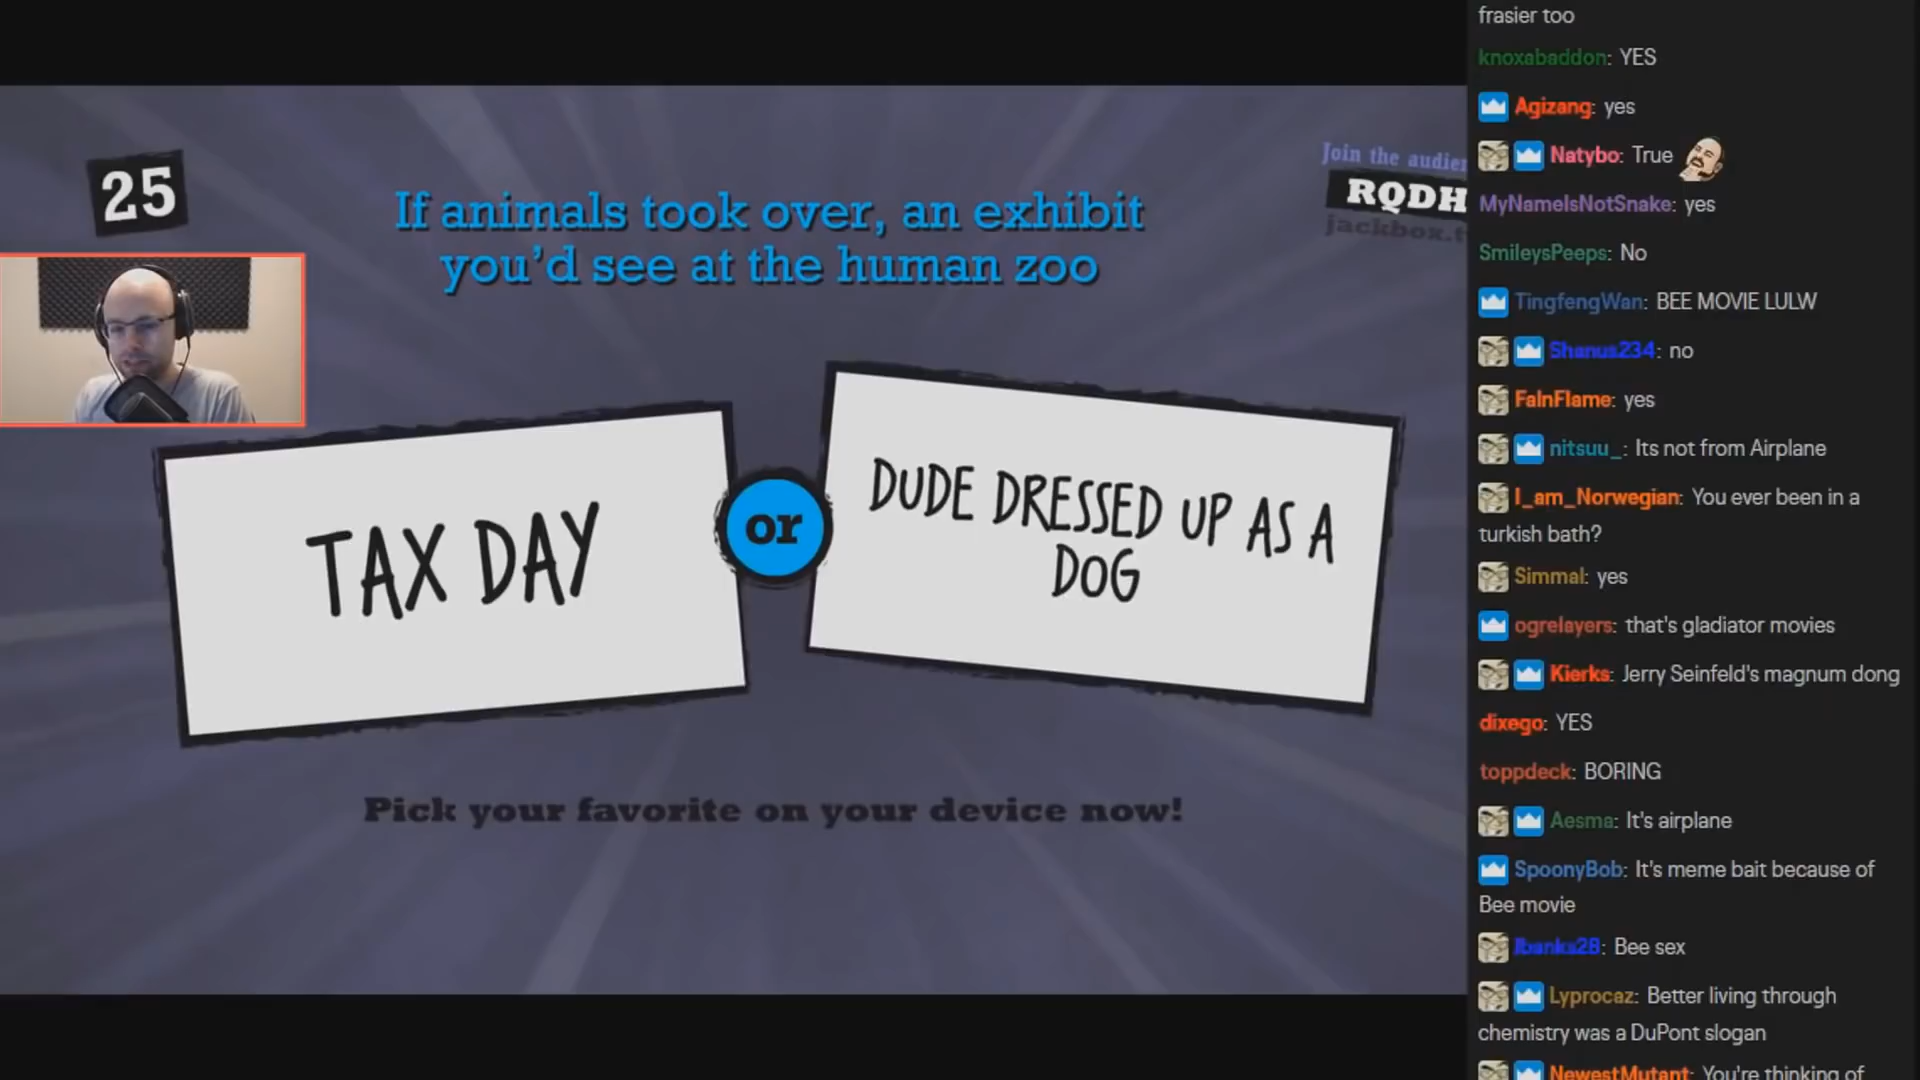 25
If animals took over, an exhibit
you'd see at the human zoo
Join the audien
RQDH
jackbox.t
TAX DAY
or
DUDE DRESSED UP AS A
DOG
Pick your favorite on your device now!
frasier too
knoxabaddon: YES
Agizang: yes
Natybo: True
MyNameIsNotSnake: yes
SmileysPeeps: No
TingfengWan: BEE MOVIE LULW
Shanus234: no
FalnFlame: yes
nitsuu_: Its not from Airplane
I_am_Norwegian: You ever been in a
turkish bath?
Simmal: yes
ogrelayers: that's gladiator movies
Kierks: Jerry Seinfeld's magnum dong
dixego: YES
toppdeck: BORING
Aesma: It's airplane
SpoonyBob: It's meme bait because of
Bee movie
Jbanks28: Bee sex
Lyprocaz: Better living through
chemistry was a DuPont slogan
NewestMutant: You're thinking of